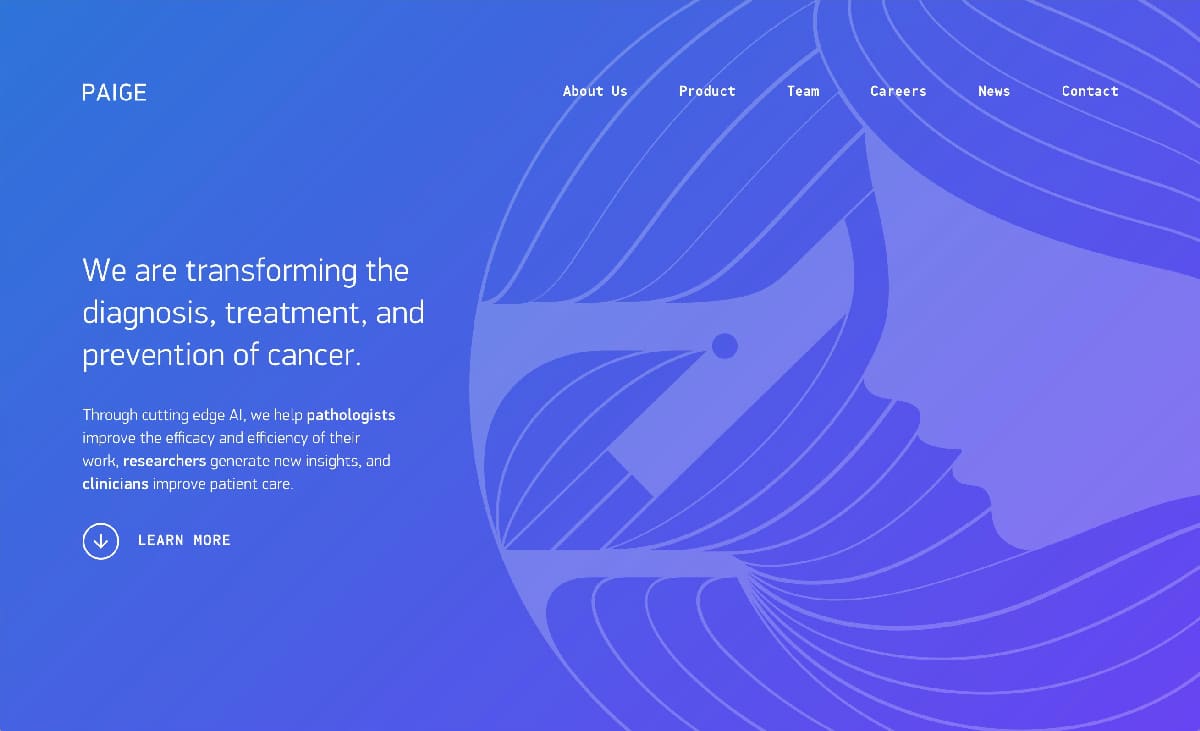 PAIGE
About Us Product Team Careers News Contact
We are transforming the
diagnosis, treatment, and
prevention of cancer.
Through cutting edge AI, we help pathologists
improve the efficacy and efficiency of their
work, researchers generate new insights, and
clinicians improve patient care.
LEARN MORE